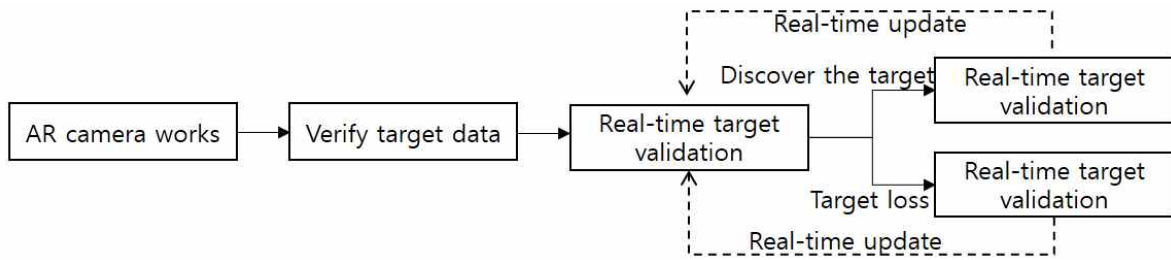 AR camera works
Verify target data
Real-time target
validation
Real-time update
Discover the target
Real-time target
validation
Target loss
Real-time target
validation
Real-time update